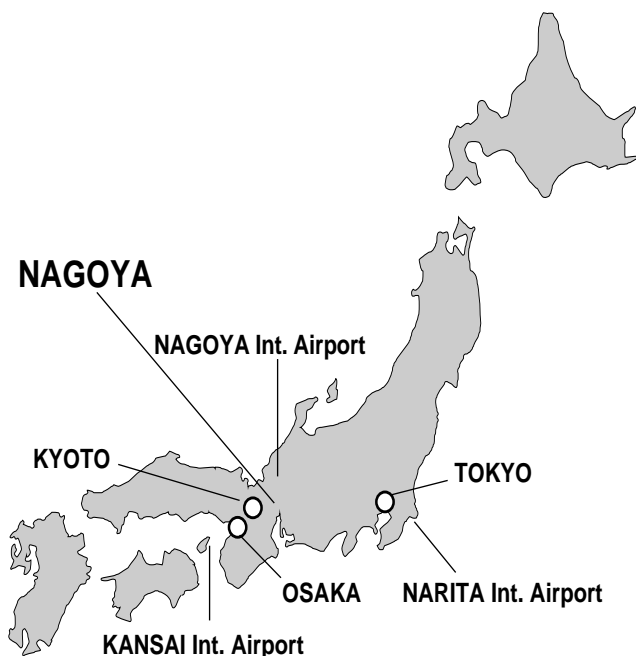 NAGOYA
NAGOYA Int. Airport
KYOTO
TOKYO
OSAKA
NARITA Int. Airport
KANSAI Int. Airport